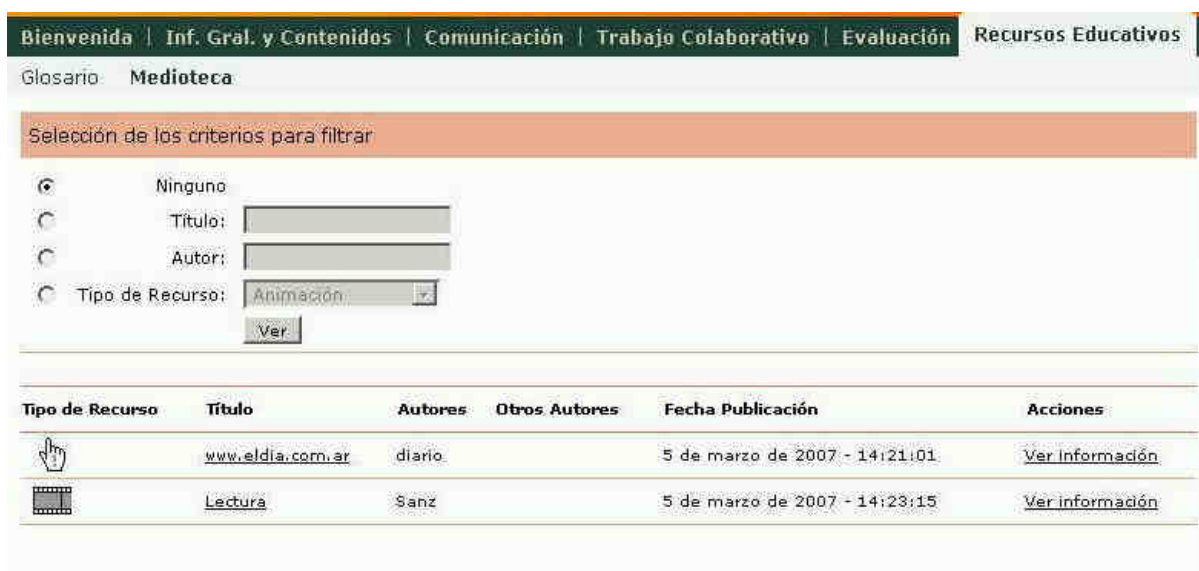 Bienvenida | Inf. Gral. y Contenidos | Comunicación | Trabajo Colaborativo | Evaluación Recursos Educativos
Glosario Medioteca
Selección de los criterios para filtrar
Ninguno
Título:
Autor:
Tipo de Recurso: Animación
Ver
Tipo de Recurso Título Autores Otros Autores Fecha Publicación Acciones
www.eldia.com.ar diario 5 de marzo de 2007 - 14:21:01 Ver información
Lectura Sanz 5 de marzo de 2007 - 14:23:15 Ver información